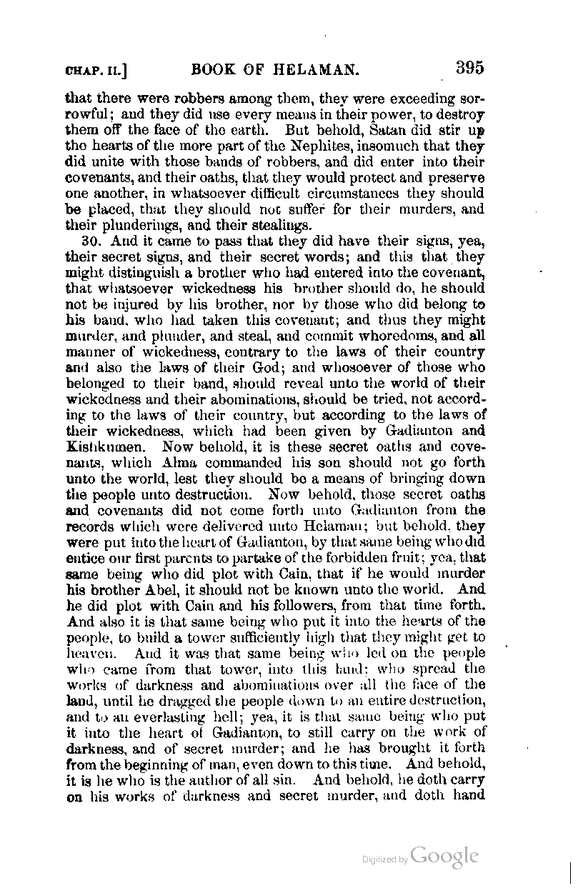 CHAP. II.] BOOK OF HELAMAN. 395
that there were robbers among them, they were exceeding sor-
rowful; and they did use every means in their power, to destroy
them off the face of the earth. But behold, Satan did stir up
the hearts of the more part of the Nephites, insomuch that they
did unite with those bands of robbers, and did enter into their
covenants, and their oaths, that they would protect and preserve
one another, in whatsoever difficult circumstances they should
be placed, that they should not suffer for their murders, and
their plunderings, and their stealings.
30. And it came to pass that they did have their signs, yea,
their secret signs, and their secret words; and this that they
might distinguish a brother who had entered into the covenant,
that whatsoever wickedness his brother should do, he should
not be injured by his brother, nor by those who did belong to
his band, who had taken this covenant; and thus they might
murder, and plunder, and steal, and commit whoredoms, and all
manner of wickedness, contrary to the laws of their country
and also the laws of their God; and whosoever of those who
belonged to their band, should reveal unto the world of their
wickedness and their abominations, should be tried, not accord-
ing to the laws of their country, but according to the laws of
their wickedness, which had been given by Gadianton and
Kishkumen. Now behold, it is these secret oaths and cove-
nants, which Alma commanded his son should not go forth
unto the world, lest they should be a means of bringing down
the people unto destruction. Now behold, those secret oaths
and covenants did not come forth unto Gadianton from the
records which were delivered unto Helaman; but behold, they
were put into the heart of Gadianton, by that same being who did
entice our first parents to partake of the forbidden fruit; yea, that
same being who did plot with Cain, that if he would murder
his brother Abel, it should not be known unto the world. And
he did plot with Cain and his followers, from that time forth.
And also it is that same being who put it into the hearts of the
people, to build a tower sufficiently high that they might get to
heaven. And it was that same being who led on the people
who came from that tower, into this land; who spread the
works of darkness and abominations over all the face of the
land, until he dragged the people down to an entire destruction,
and to an everlasting hell; yea, it is that same being who put
it into the heart of Gadianton, to still carry on the work of
darkness, and of secret murder; and he has brought it forth
from the beginning of man, even down to this time. And behold,
it is he who is the author of all sin. And behold, he doth carry
on his works of darkness and secret murder, and doth hand
Digitized by Google